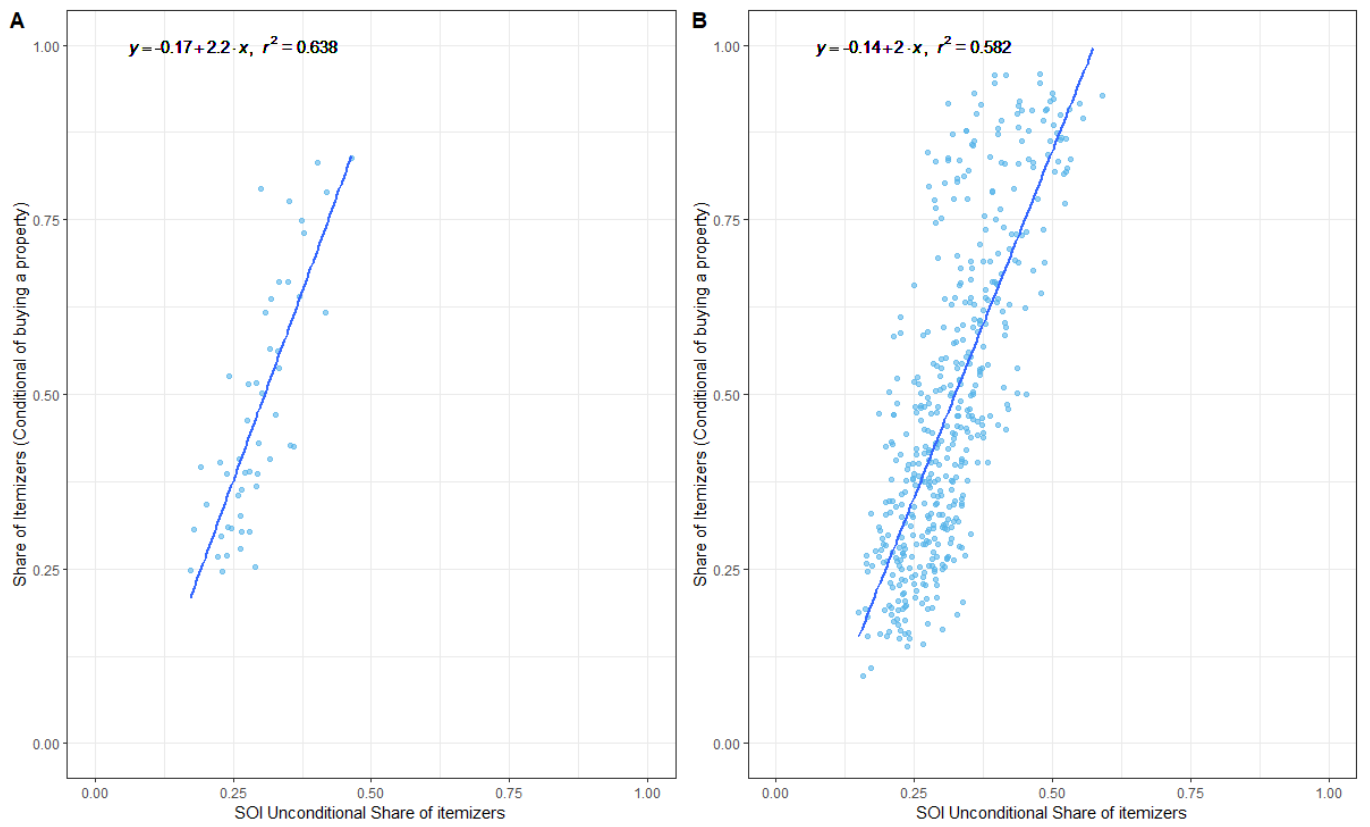 A
y = -0.17 + 2.2 · x, r² = 0.638
1.00
0.75
0.50
0.25
0.00
Share of Itemizers (Conditional of buying a property)
0.00 0.25 0.50 0.75 1.00
SOI Unconditional Share of itemizers
B
y = -0.14 + 2 · x, r² = 0.582
1.00
0.75
0.50
0.25
0.00
Share of Itemizers (Conditional of buying a property)
0.00 0.25 0.50 0.75 1.00
SOI Unconditional Share of itemizers